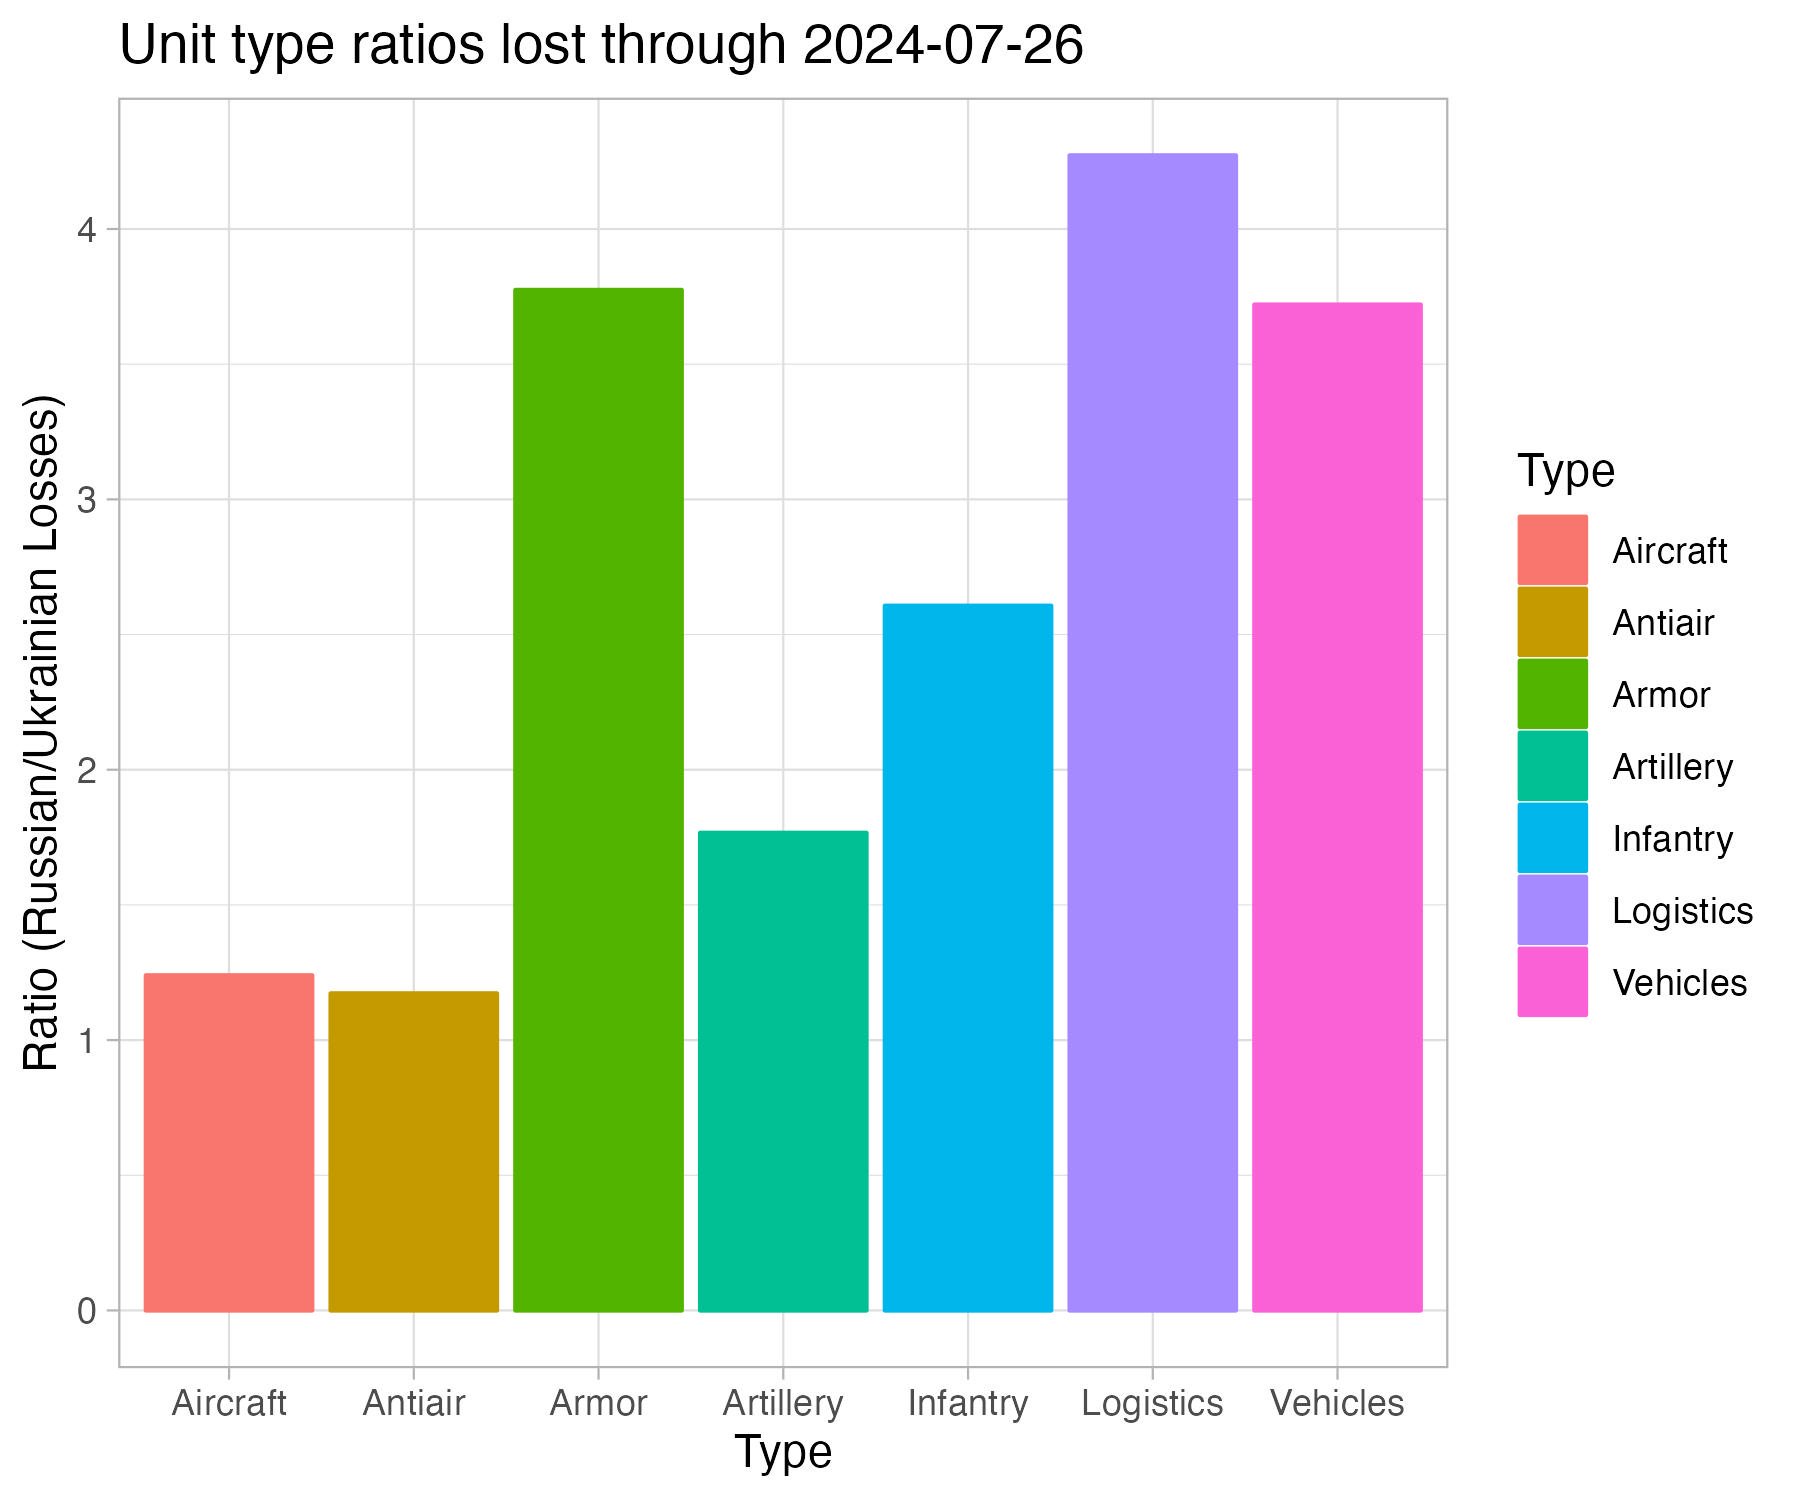 Unit type ratios lost through 2024-07-26
Ratio (Russian/Ukrainian Losses)
4
3
2
1
0
Aircraft
Antiair
Armor
Artillery
Infantry
Logistics
Vehicles
Type
Type
Aircraft
Antiair
Armor
Artillery
Infantry
Logistics
Vehicles